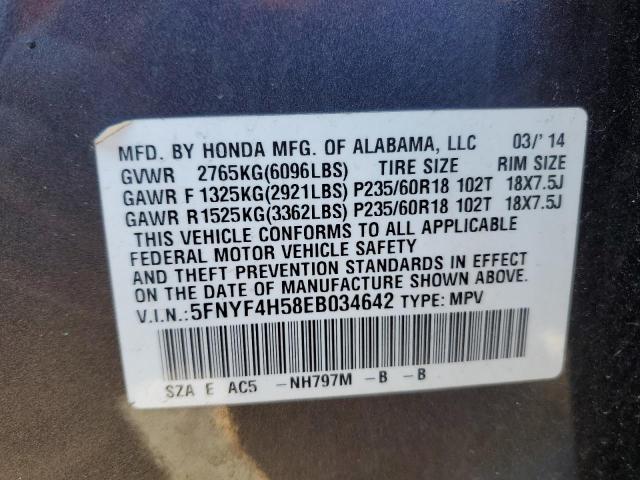 MFD. BY HONDA MFG. OF ALABAMA, LLC 03/'14
GVWR 2765KG(6096LBS) TIRE SIZE RIM SIZE
GAWR F 1325KG(2921LBS) P235/60R18 102T 18X7.5J
GAWR R 1525KG(3362LBS) P235/60R18 102T 18X7.5J
THIS VEHICLE CONFORMS TO ALL APPLICABLE
FEDERAL MOTOR VEHICLE SAFETY
AND THEFT PREVENTION STANDARDS IN EFFECT
ON THE DATE OF MANUFACTURE SHOWN ABOVE.
V.I.N.:5FNYF4H58EB034642 TYPE: MPV
SZA E AC5 -NH797M -B -B